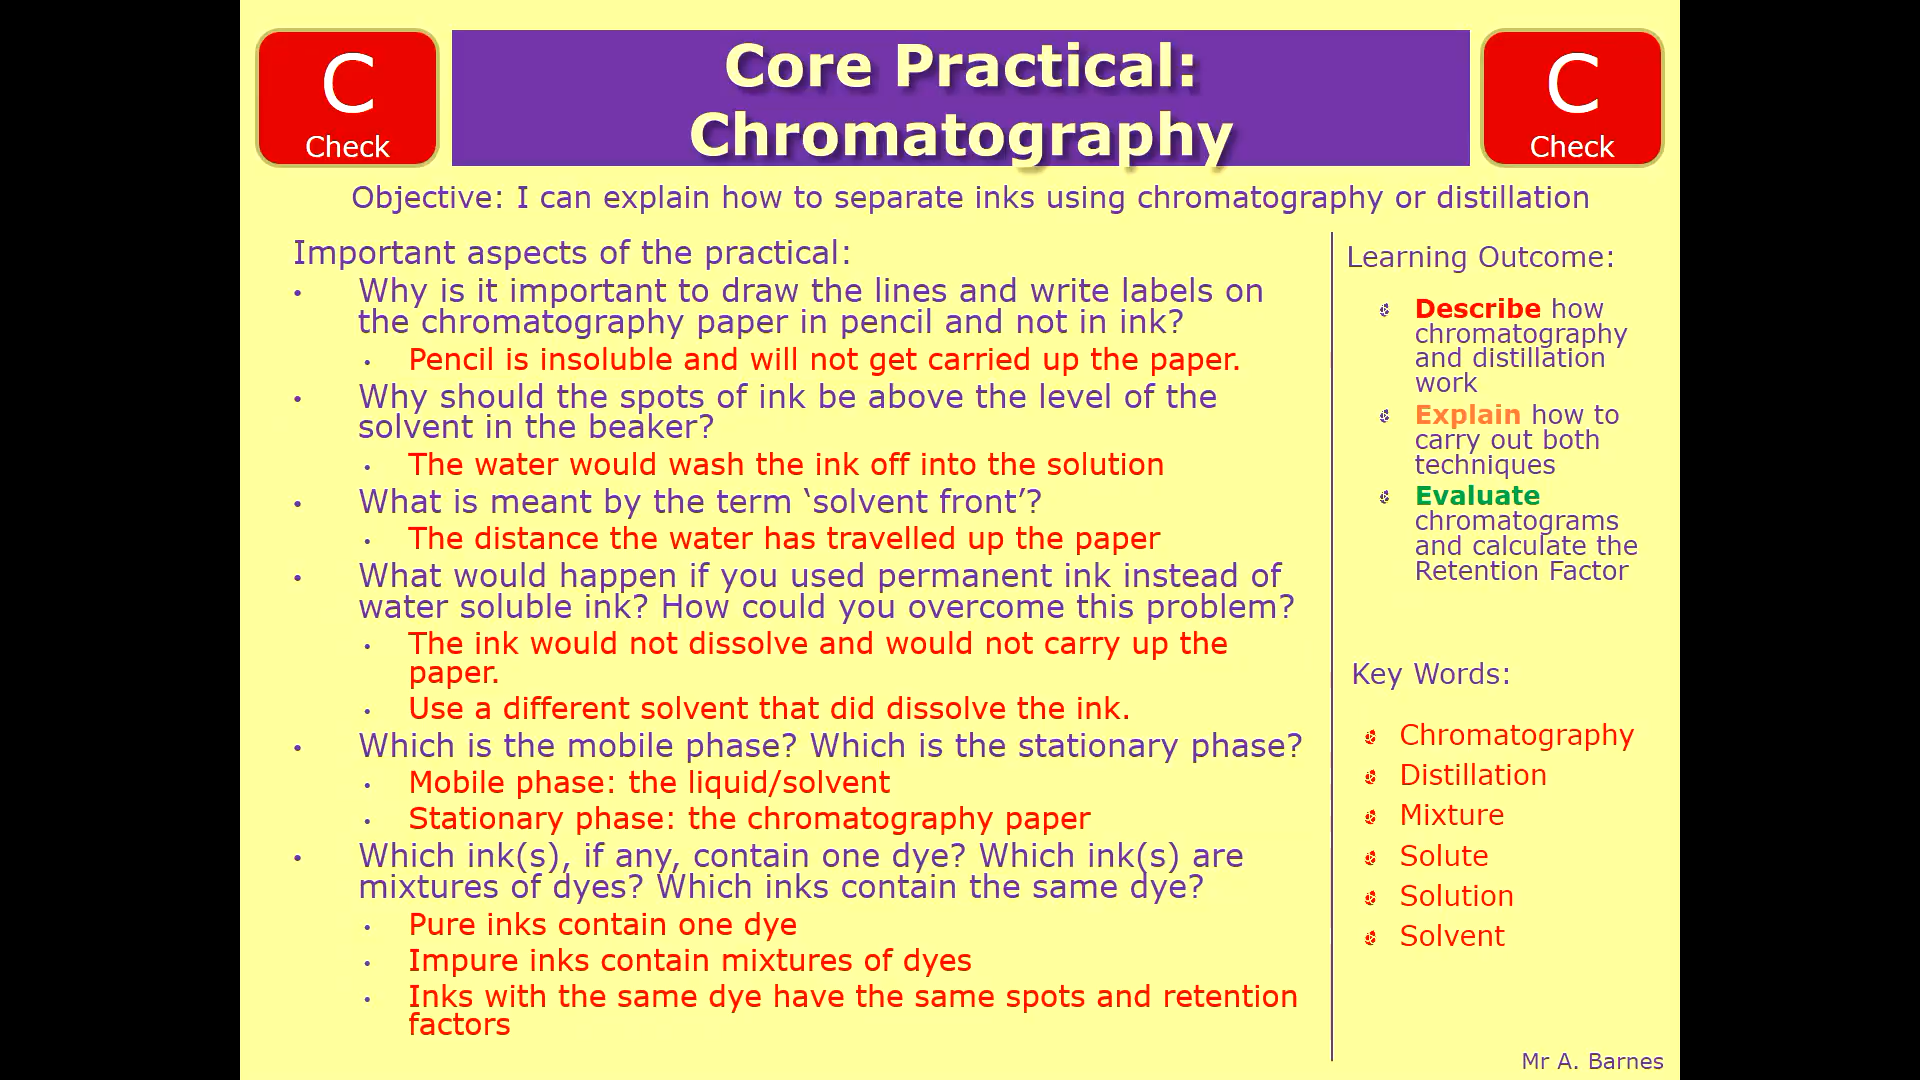 C
Check
Core Practical:
Chromatography
C
Check
Objective: I can explain how to separate inks using chromatography or distillation
Important aspects of the practical:
• Why is it important to draw the lines and write labels on
the chromatography paper in pencil and not in ink?
• Pencil is insoluble and will not get carried up the paper.
• Why should the spots of ink be above the level of the
solvent in the beaker?
• The water would wash the ink off into the solution
• What is meant by the term ‘solvent front’?
• The distance the water has travelled up the paper
• What would happen if you used permanent ink instead of
water soluble ink? How could you overcome this problem?
• The ink would not dissolve and would not carry up the
paper.
• Use a different solvent that did dissolve the ink.
• Which is the mobile phase? Which is the stationary phase?
• Mobile phase: the liquid/solvent
• Stationary phase: the chromatography paper
• Which ink(s), if any, contain one dye? Which ink(s) are
mixtures of dyes? Which inks contain the same dye?
• Pure inks contain one dye
• Impure inks contain mixtures of dyes
• Inks with the same dye have the same spots and retention
factors
Learning Outcome:
Describe how
chromatography
and distillation
work
Explain how to
carry out both
techniques
Evaluate
chromatograms
and calculate the
Retention Factor
Key Words:
Chromatography
Distillation
Mixture
Solute
Solution
Solvent
Mr A. Barnes